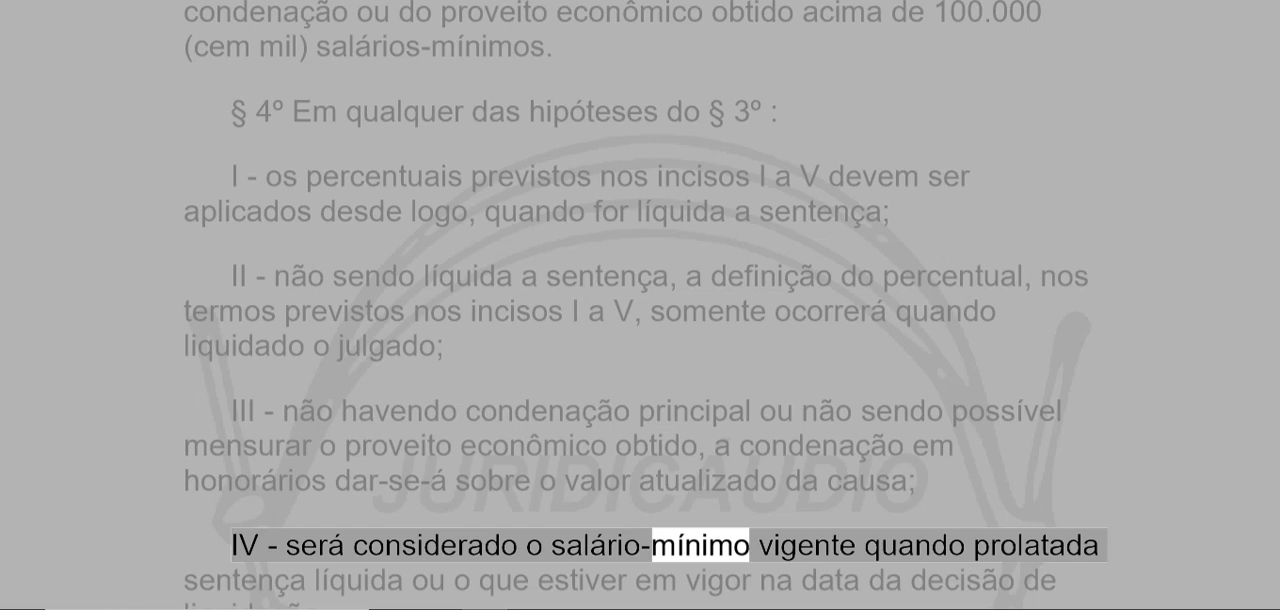 condenação ou do proveito econômico obtido acima de 100.000
(cem mil) salários-mínimos.
§ 4º Em qualquer das hipóteses do § 3º :
I - os percentuais previstos nos incisos I a V devem ser
aplicados desde logo, quando for líquida a sentença;
II - não sendo líquida a sentença, a definição do percentual, nos
termos previstos nos incisos I a V, somente ocorrerá quando
liquidado o julgado;
III - não havendo condenação principal ou não sendo possível
mensurar o proveito econômico obtido, a condenação em
honorários dar-se-á sobre o valor atualizado da causa;
JURIDICÁUDIO
IV - será considerado o salário-mínimo vigente quando prolatada
sentença líquida ou o que estiver em vigor na data da decisão de